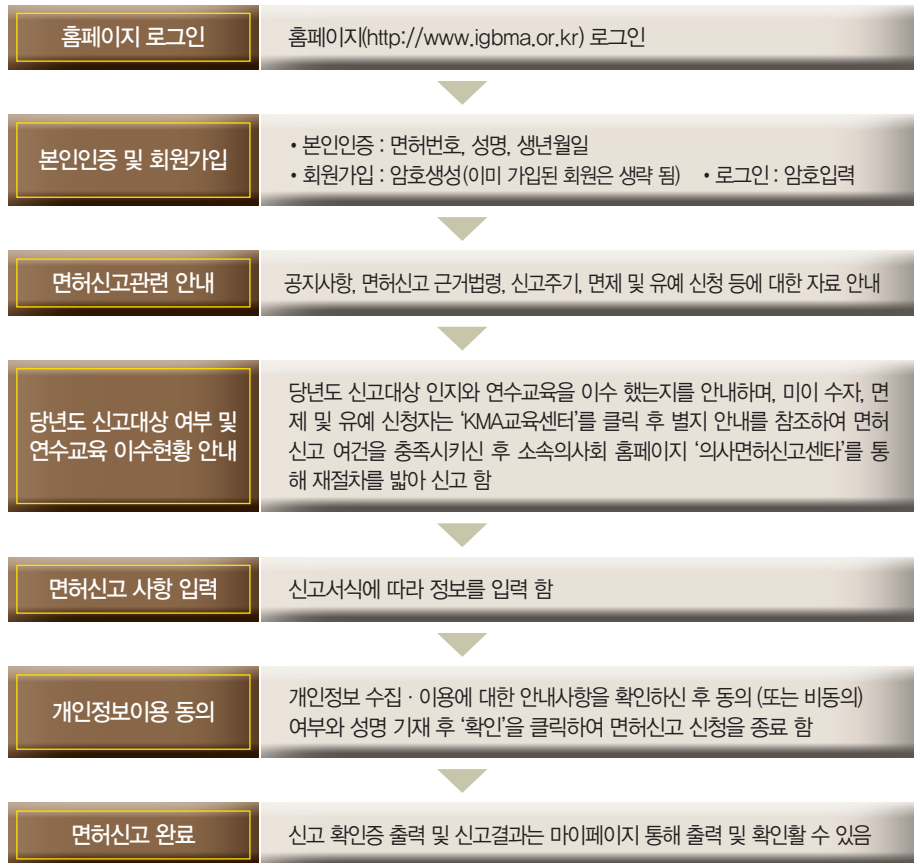 홈페이지 로그인
홈페이지(http://www.igbma.or.kr) 로그인
본인인증 및 회원가입
• 본인인증 : 면허번호, 성명, 생년월일
• 회원가입 : 암호생성(이미 가입된 회원은 생략 됨) • 로그인 : 암호입력
면허신고관련 안내
공지사항, 면허신고 근거법령, 신고주기, 면제 및 유예 신청 등에 대한 자료 안내
당년도 신고대상 여부 및
연수교육 이수현황 안내
당년도 신고대상 인지와 연수교육을 이수 했는지를 안내하며, 미이 수자, 면
제 및 유예 신청자는 ‘KMA교육센터’를 클릭 후 별지 안내를 참조하여 면허
신고 여건을 충족시키신 후 소속의사회 홈페이지 ‘의사면허신고센타’를 통
해 재절차를 밟아 신고 함
면허신고 사항 입력
신고서식에 따라 정보를 입력 함
개인정보이용 동의
개인정보 수집 · 이용에 대한 안내사항을 확인하신 후 동의 (또는 비동의)
여부와 성명 기재 후 ‘확인’을 클릭하여 면허신고 신청을 종료 함
면허신고 완료
신고 확인증 출력 및 신고결과는 마이페이지 통해 출력 및 확인할 수 있음